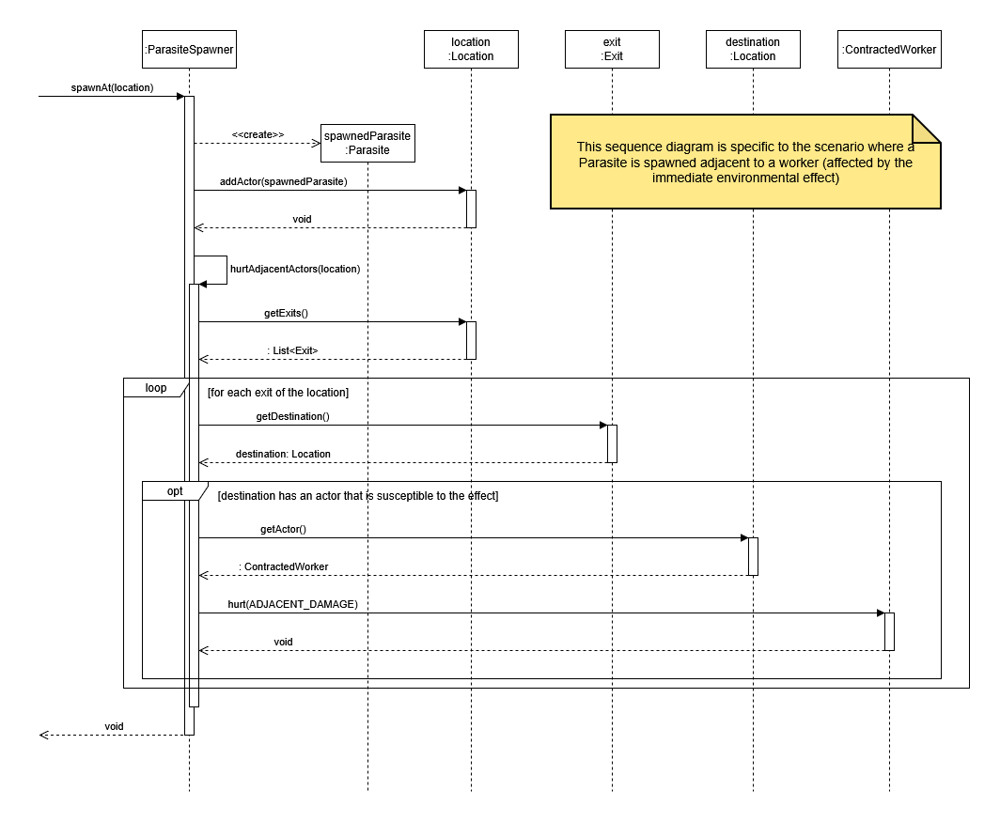 :ParasiteSpawner
location
:Location
exit
:Exit
destination
:Location
:ContractedWorker
spawnAt(location)
<<create>>
spawnedParasite
:Parasite
This sequence diagram is specific to the scenario where a
Parasite is spawned adjacent to a worker (affected by the
immediate environmental effect)
addActor(spawnedParasite)
void
hurtAdjacentActors(location)
getExits()
: List<Exit>
loop
[for each exit of the location]
getDestination()
destination: Location
opt
[destination has an actor that is susceptible to the effect]
getActor()
: ContractedWorker
hurt(ADJACENT_DAMAGE)
void
void